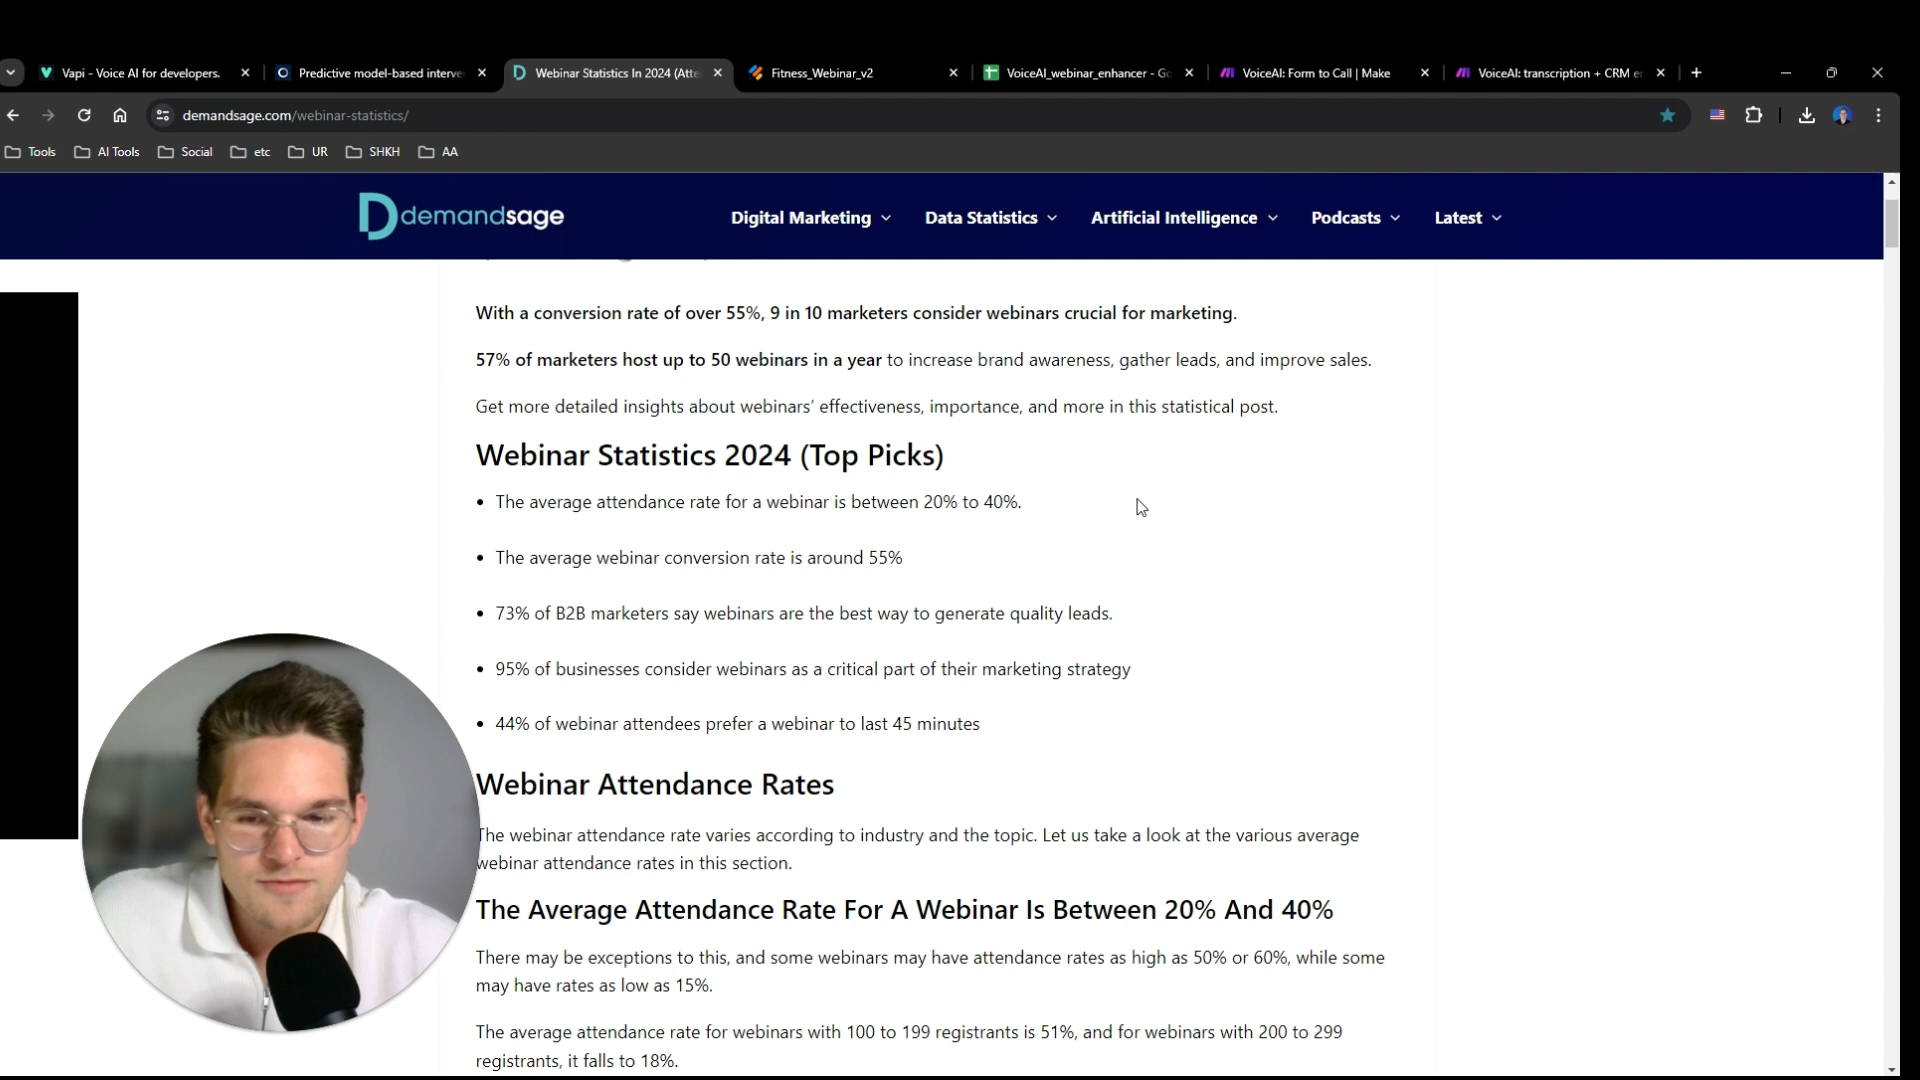 Vapi - Voice AI for developers.
Predictive model-based interve
Webinar Statistics In 2024 (Atte
Fitness_Webinar_v2
VoiceAI_webinar_enhancer - Go
VoiceAI: Form to Call | Make
VoiceAI: transcription + CRM er
demandsage.com/webinar-statistics/
Tools
AI Tools
Social
etc
UR
SHKH
AA
demandsage
Digital Marketing
Data Statistics
Artificial Intelligence
Podcasts
Latest
With a conversion rate of over 55%, 9 in 10 marketers consider webinars crucial for marketing.
57% of marketers host up to 50 webinars in a year to increase brand awareness, gather leads, and improve sales.
Get more detailed insights about webinars’ effectiveness, importance, and more in this statistical post.
Webinar Statistics 2024 (Top Picks)
• The average attendance rate for a webinar is between 20% to 40%.
• The average webinar conversion rate is around 55%
• 73% of B2B marketers say webinars are the best way to generate quality leads.
• 95% of businesses consider webinars as a critical part of their marketing strategy
• 44% of webinar attendees prefer a webinar to last 45 minutes
Webinar Attendance Rates
The webinar attendance rate varies according to industry and the topic. Let us take a look at the various average
webinar attendance rates in this section.
The Average Attendance Rate For A Webinar Is Between 20% And 40%
There may be exceptions to this, and some webinars may have attendance rates as high as 50% or 60%, while some
may have rates as low as 15%.
The average attendance rate for webinars with 100 to 199 registrants is 51%, and for webinars with 200 to 299
registrants, it falls to 18%.